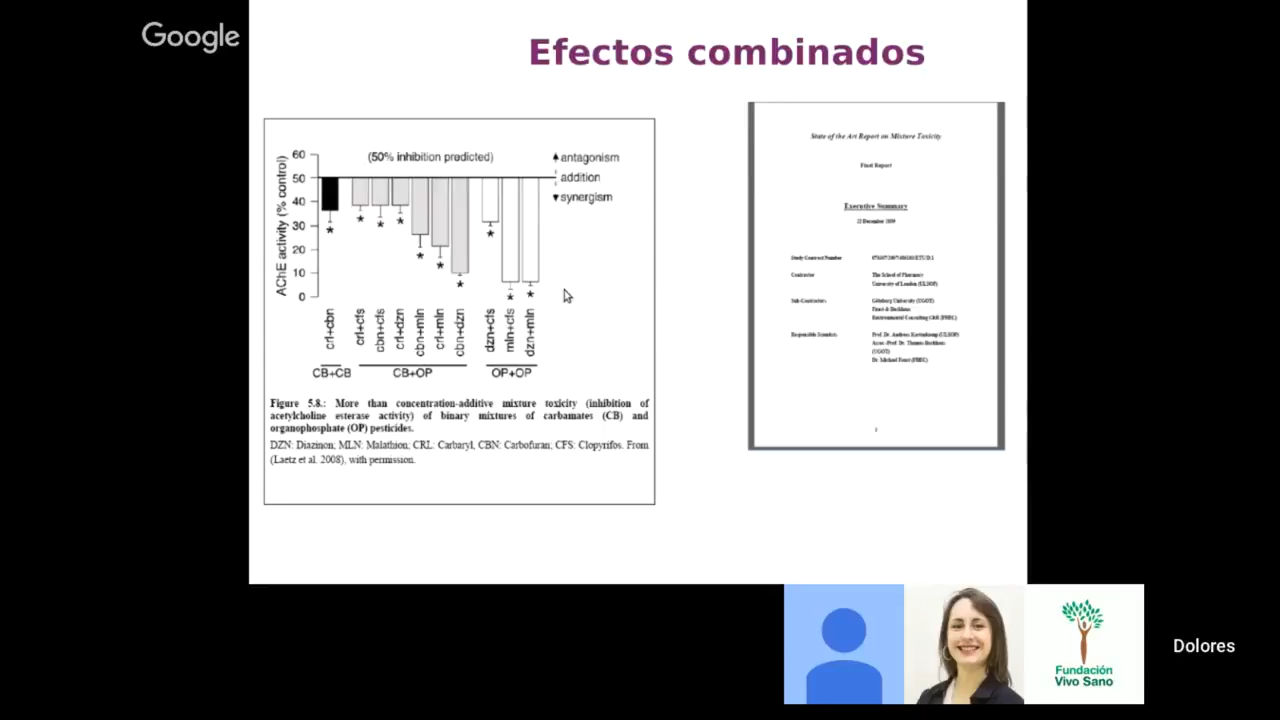 Google
Efectos combinados
60
50
40
30
20
10
0
AChE activity (% control)
(50% inhibition predicted)
antagonism
addition
synergism
*
*
*
*
*
*
*
*
*
*
crl+cbn
crl+cfs
cbn+cfs
crl+dzn
cbn+mln
crl+mln
cbn+dzn
dzn+cfs
mln+cfs
dzn+mln
CB+CB
CB+OP
OP+OP
Figure 5.8.: More than concentration-additive mixture toxicity (inhibition of
acetylcholine esterase activity) of binary mixtures of carbamates (CB) and
organophosphate (OP) pesticides.
DZN: Diazinon; MLN: Malathion; CRL: Carbaryl, CBN: Carbofuran; CFS: Clopyrifos. From
(Laetz et al. 2008), with permission.
State of the Art Report on Mixture Toxicity
Final Report
Executive Summary
22 December 2009
Study Contract Number
Contractor
The School of Pharmacy
University of London (ULSOP)
Sub-Contractors
Göteborg University (UGOT)
Faust & Backhaus
Environmental Consulting GbR (FBEC)
Responsible Scientists
Prof. Dr. Andreas Kortenkamp (ULSOP)
Assoc.-Prof. Dr. Thomas Backhaus
(UGOT)
Dr. Michael Faust (FBEC)
Fundación
Vivo Sano
Dolores